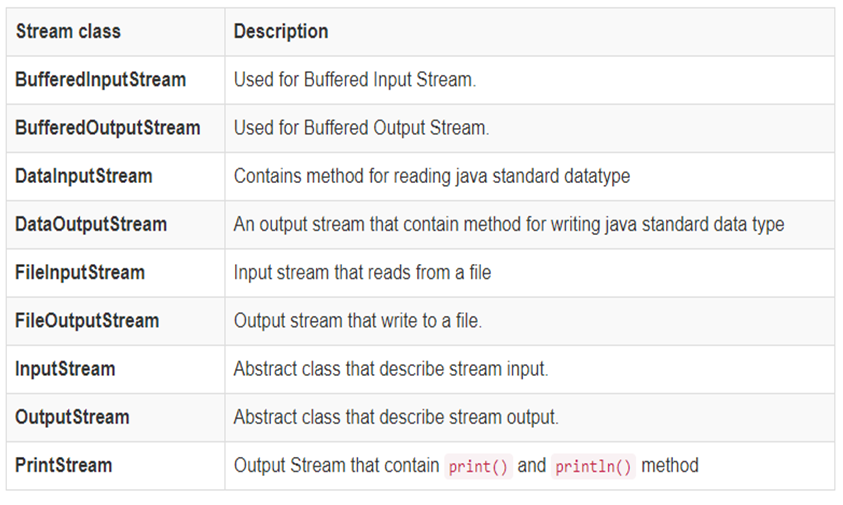 Stream class Description
BufferedInputStream Used for Buffered Input Stream.
BufferedOutputStream Used for Buffered Output Stream.
DataInputStream Contains method for reading java standard datatype
DataOutputStream An output stream that contain method for writing java standard data type
FileInputStream Input stream that reads from a file
FileOutputStream Output stream that write to a file.
InputStream Abstract class that describe stream input.
OutputStream Abstract class that describe stream output.
PrintStream Output Stream that contain print() and println() method